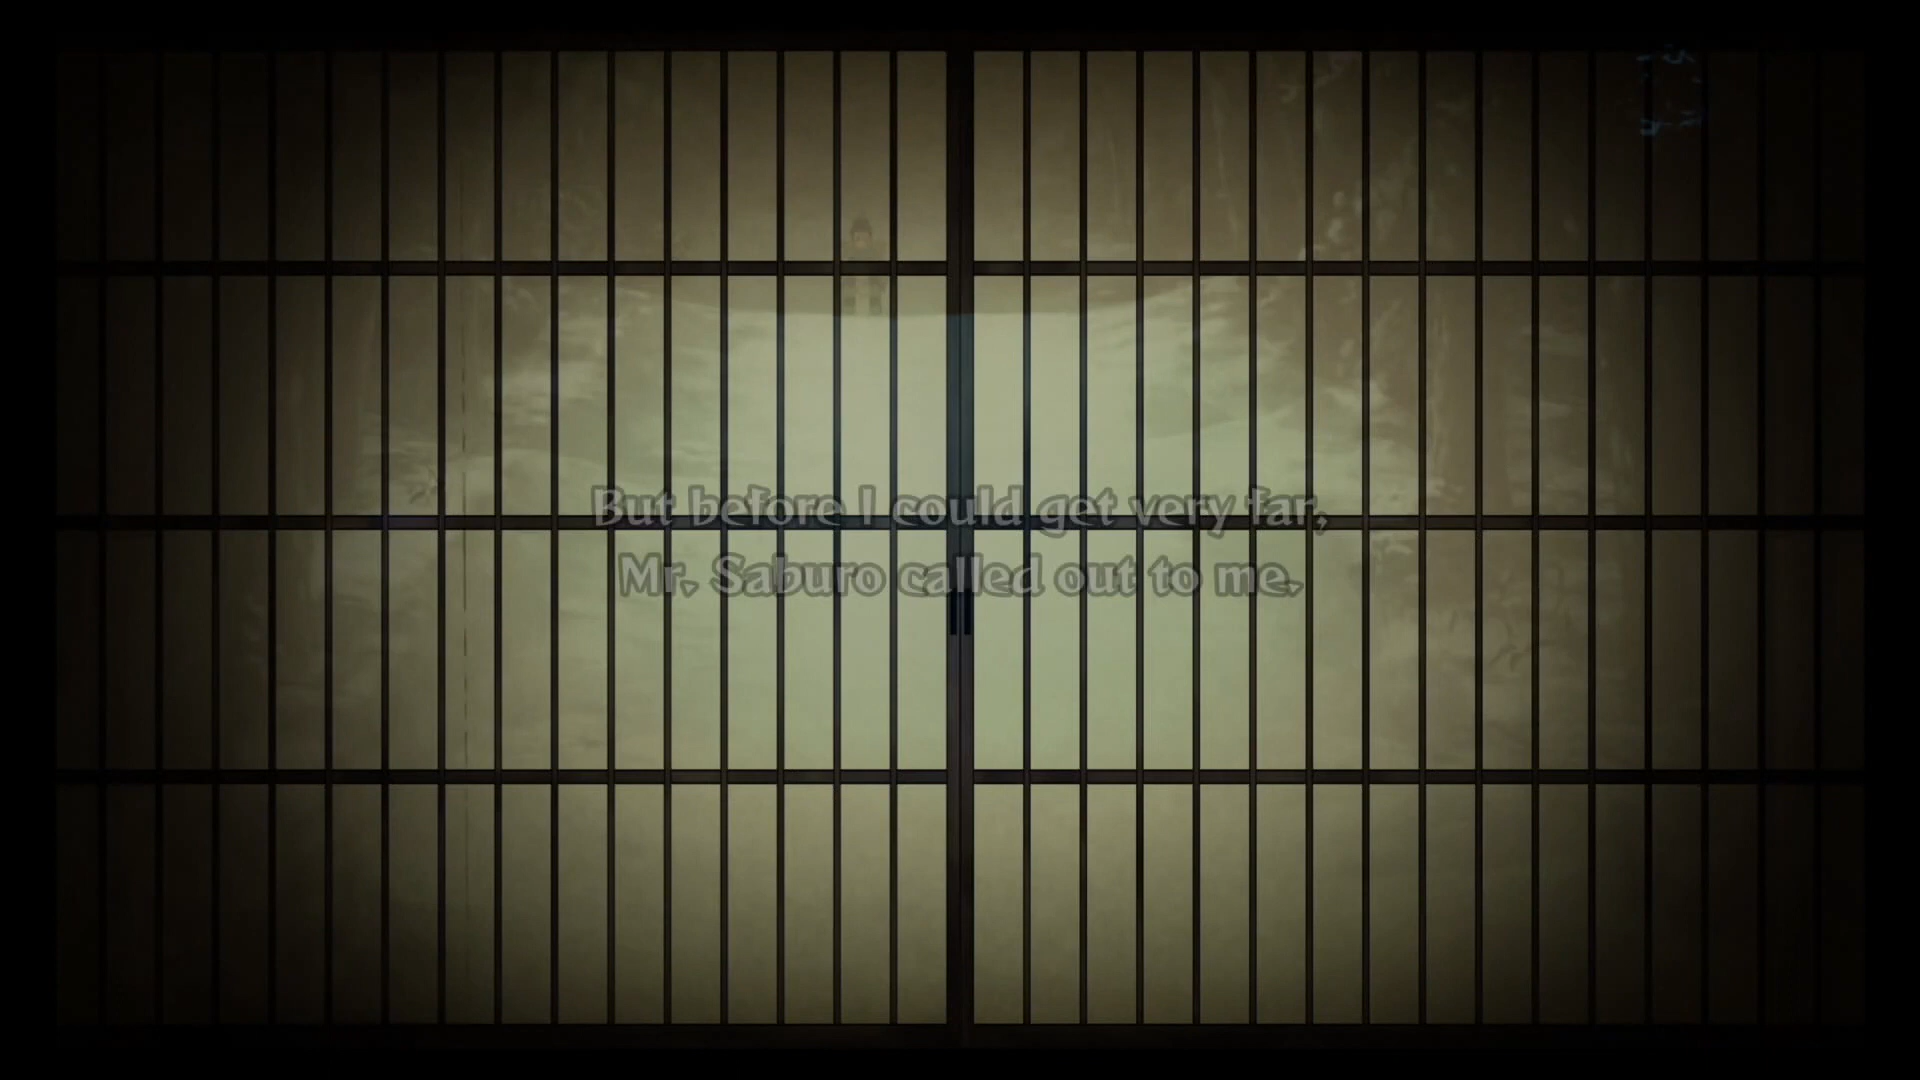 But before I could get very far,
Mr. Saburo called out to me.